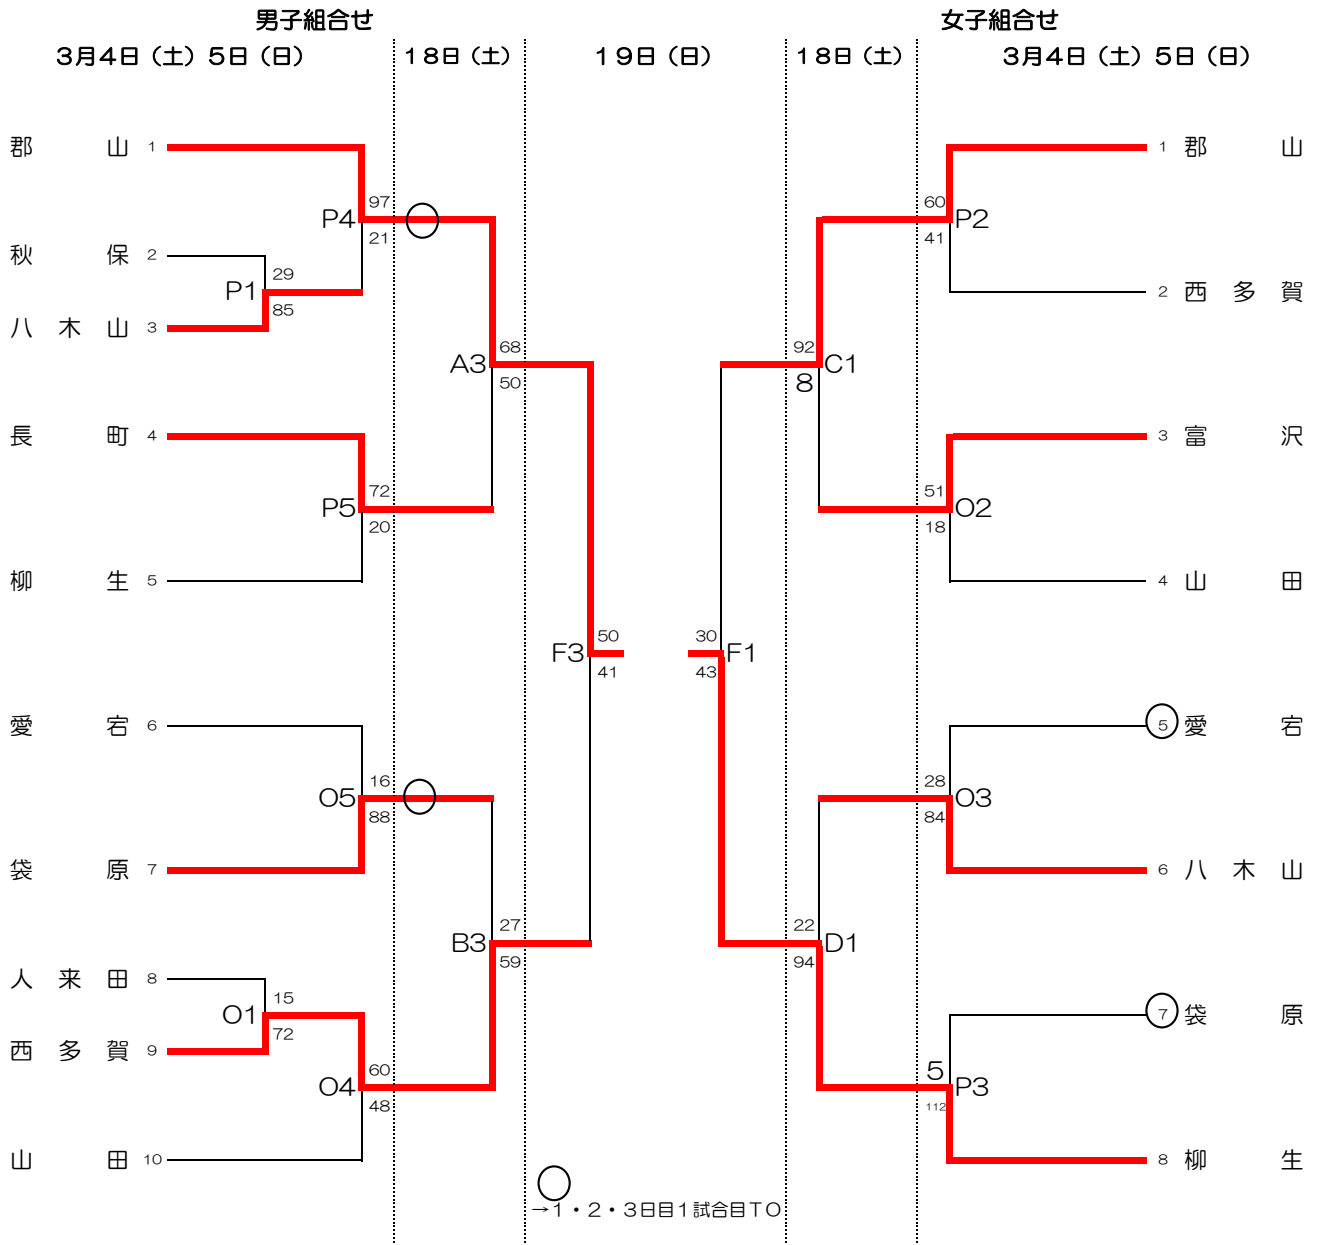 男子組合せ 女子組合せ
3月4日（土）5日（日） 18日（土） 19日（日） 18日（土） 3月4日（土）5日（日）
郡 山 1 1 郡 山
97 60
P4 P2
21 41
秋 保 2
29
P1 2 西 多 賀
85
八 木 山 3
68 92
A3 C1
50 8
長 町 4 3 富 沢
72 51
P5 O2
20 18
柳 生 5 4 山 田
50 30
F3 F1
41 43
愛 宕 6 5 愛 宕
16 28
O5 O3
88 84
袋 原 7 6 八 木 山
27 22
B3 D1
59 94
人 来 田 8
15
O1 7 袋 原
72
西 多 賀 9
60 5
O4 P3
48 112
山 田 10 8 柳 生
→1・2・3日目1試合目TO